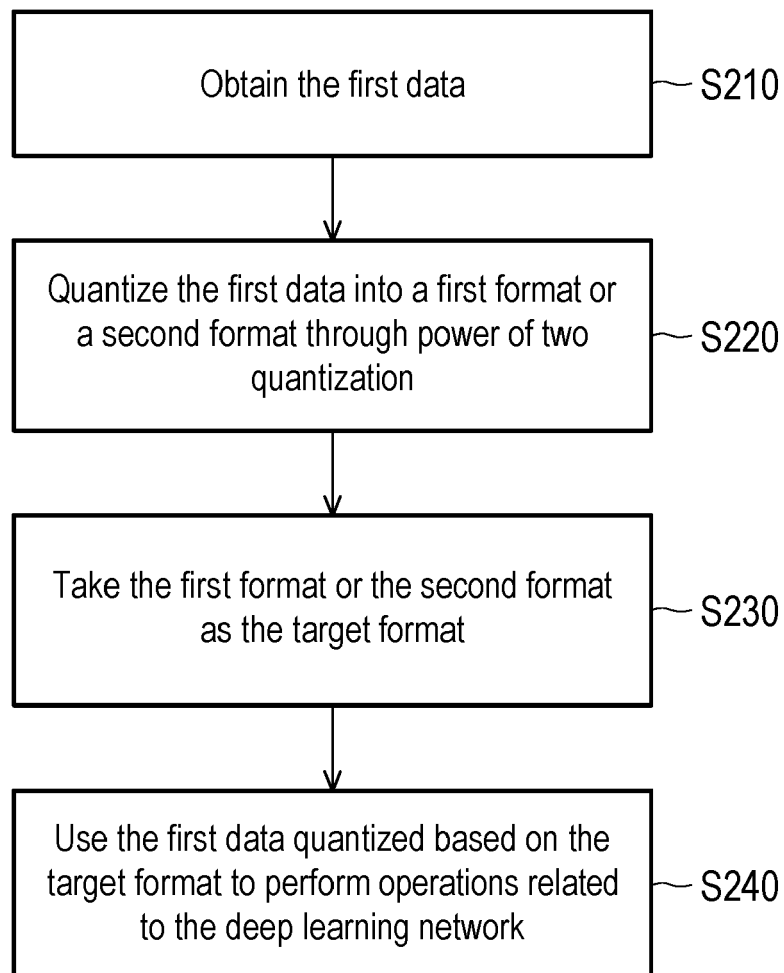 Obtain the first data
S210
Quantize the first data into a first format or
a second format through power of two
quantization
S220
Take the first format or the second format
as the target format
S230
Use the first data quantized based on the
target format to perform operations related
to the deep learning network
S240